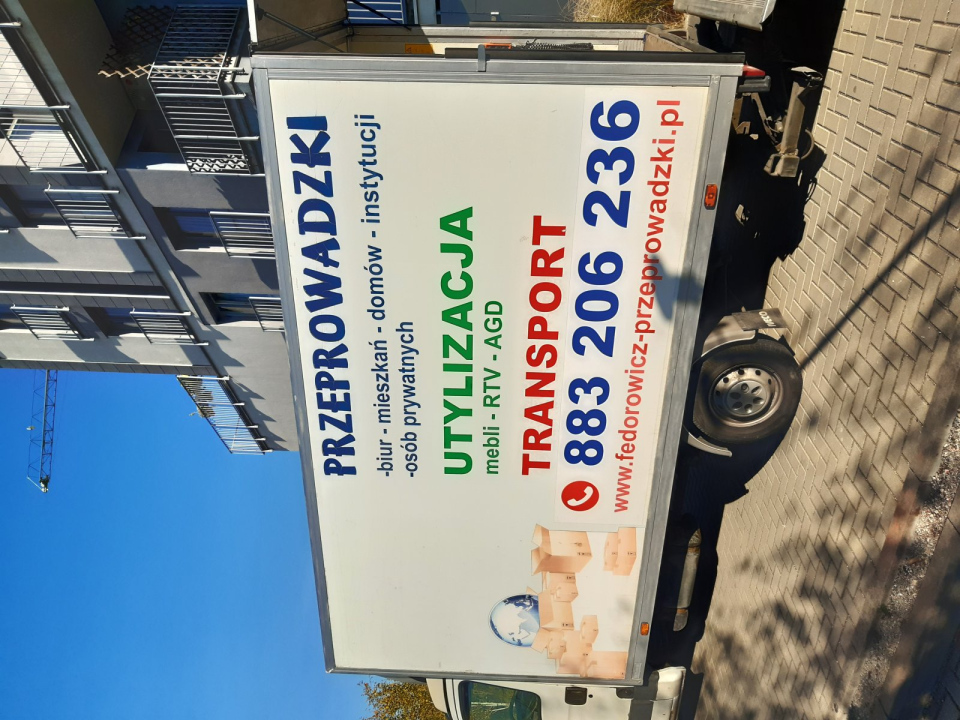 PRZEPROWADZKI
-biur - mieszkań - domów - instytucji
-osób prywatnych
UTYLIZACJA
mebli - RTV - AGD
TRANSPORT
883 206 236
www.fedorowicz-przeprowadzki.pl